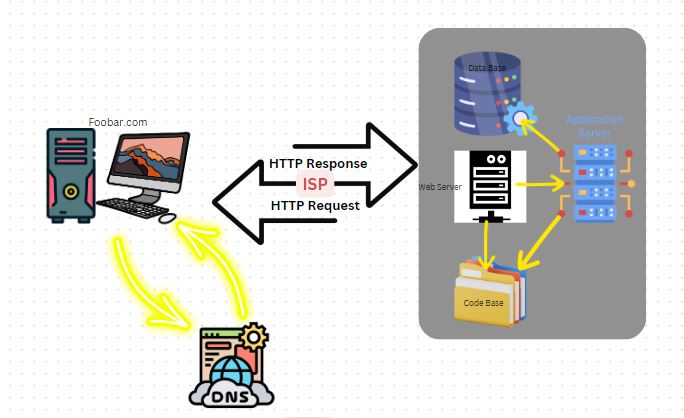 Foobar.com
HTTP Response
ISP
HTTP Request
DNS
Data Base
Application
Server
Web Server
Code Base